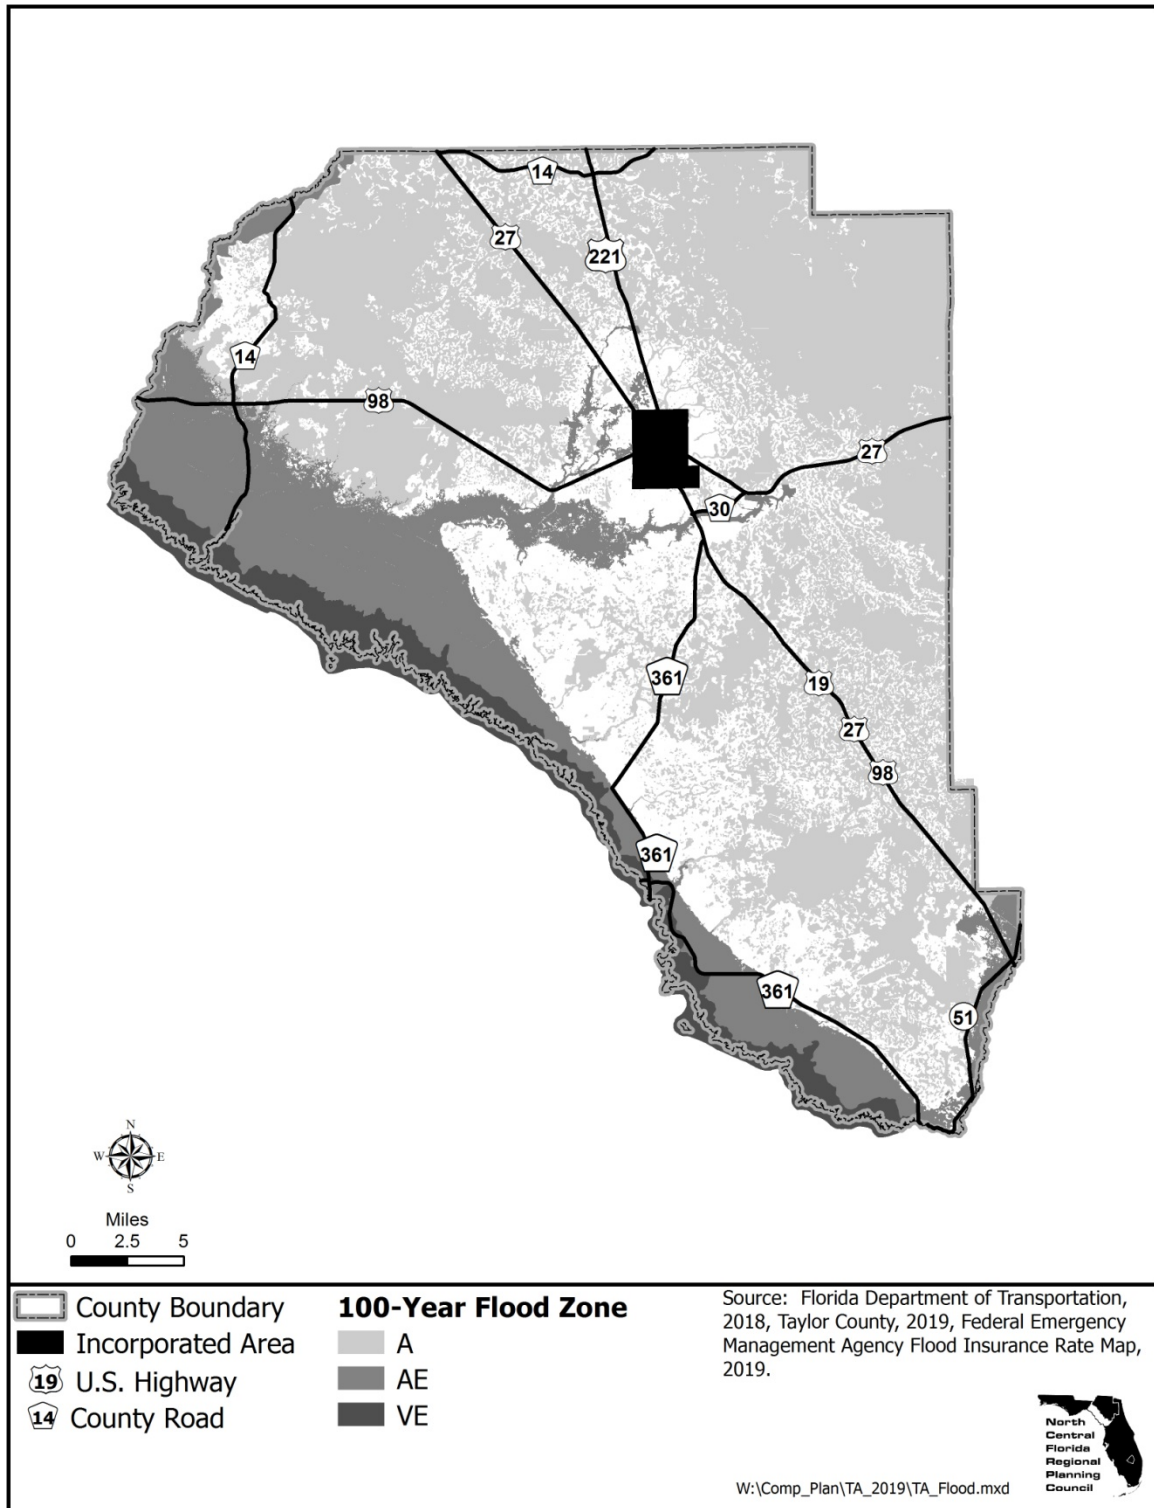 14
27
221
14
98
27
30
361
19
27
98
361
361
51
N
W
E
S
Miles
0 2.5 5
County Boundary
Incorporated Area
19 U.S. Highway
14 County Road
100-Year Flood Zone
A
AE
VE
Source: Florida Department of Transportation,
2018, Taylor County, 2019, Federal Emergency
Management Agency Flood Insurance Rate Map,
2019.
North
Central
Florida
Regional
Planning
Council
W:\Comp_Plan\TA_2019\TA_Flood.mxd